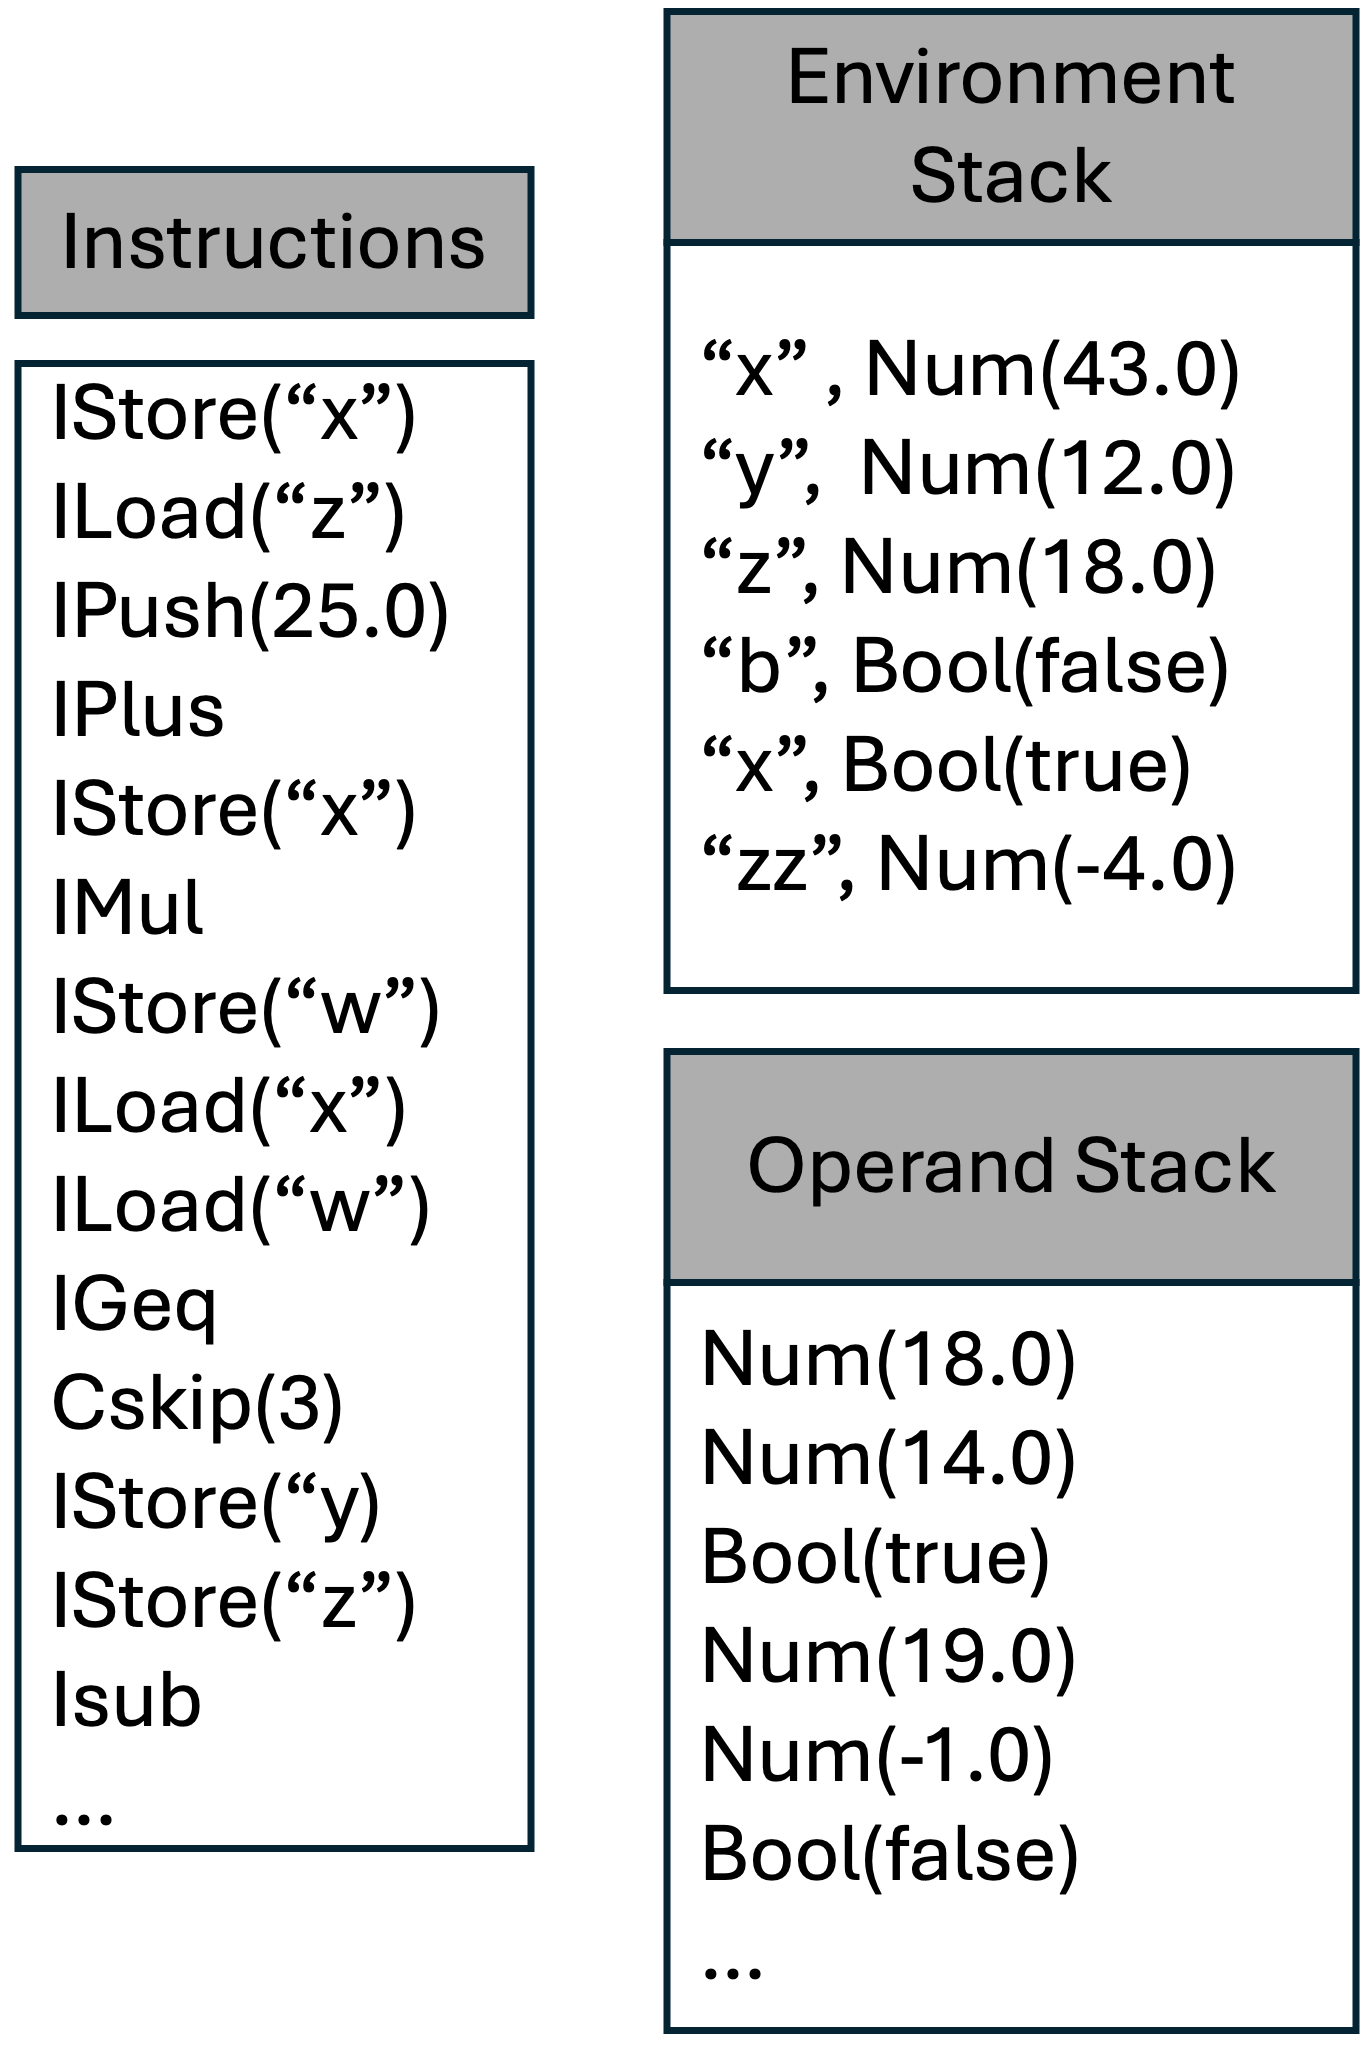 Instructions
IStore(“x”)
ILoad(“z”)
IPush(25.0)
IPlus
IStore(“x”)
IMul
IStore(“w”)
ILoad(“x”)
ILoad(“w”)
IGeq
Cskip(3)
IStore(“y)
IStore(“z”)
Isub
...
Environment
Stack
“x” , Num(43.0)
“y”, Num(12.0)
“z”, Num(18.0)
“b”, Bool(false)
“x”, Bool(true)
“zz”, Num(-4.0)
Operand Stack
Num(18.0)
Num(14.0)
Bool(true)
Num(19.0)
Num(-1.0)
Bool(false)
...